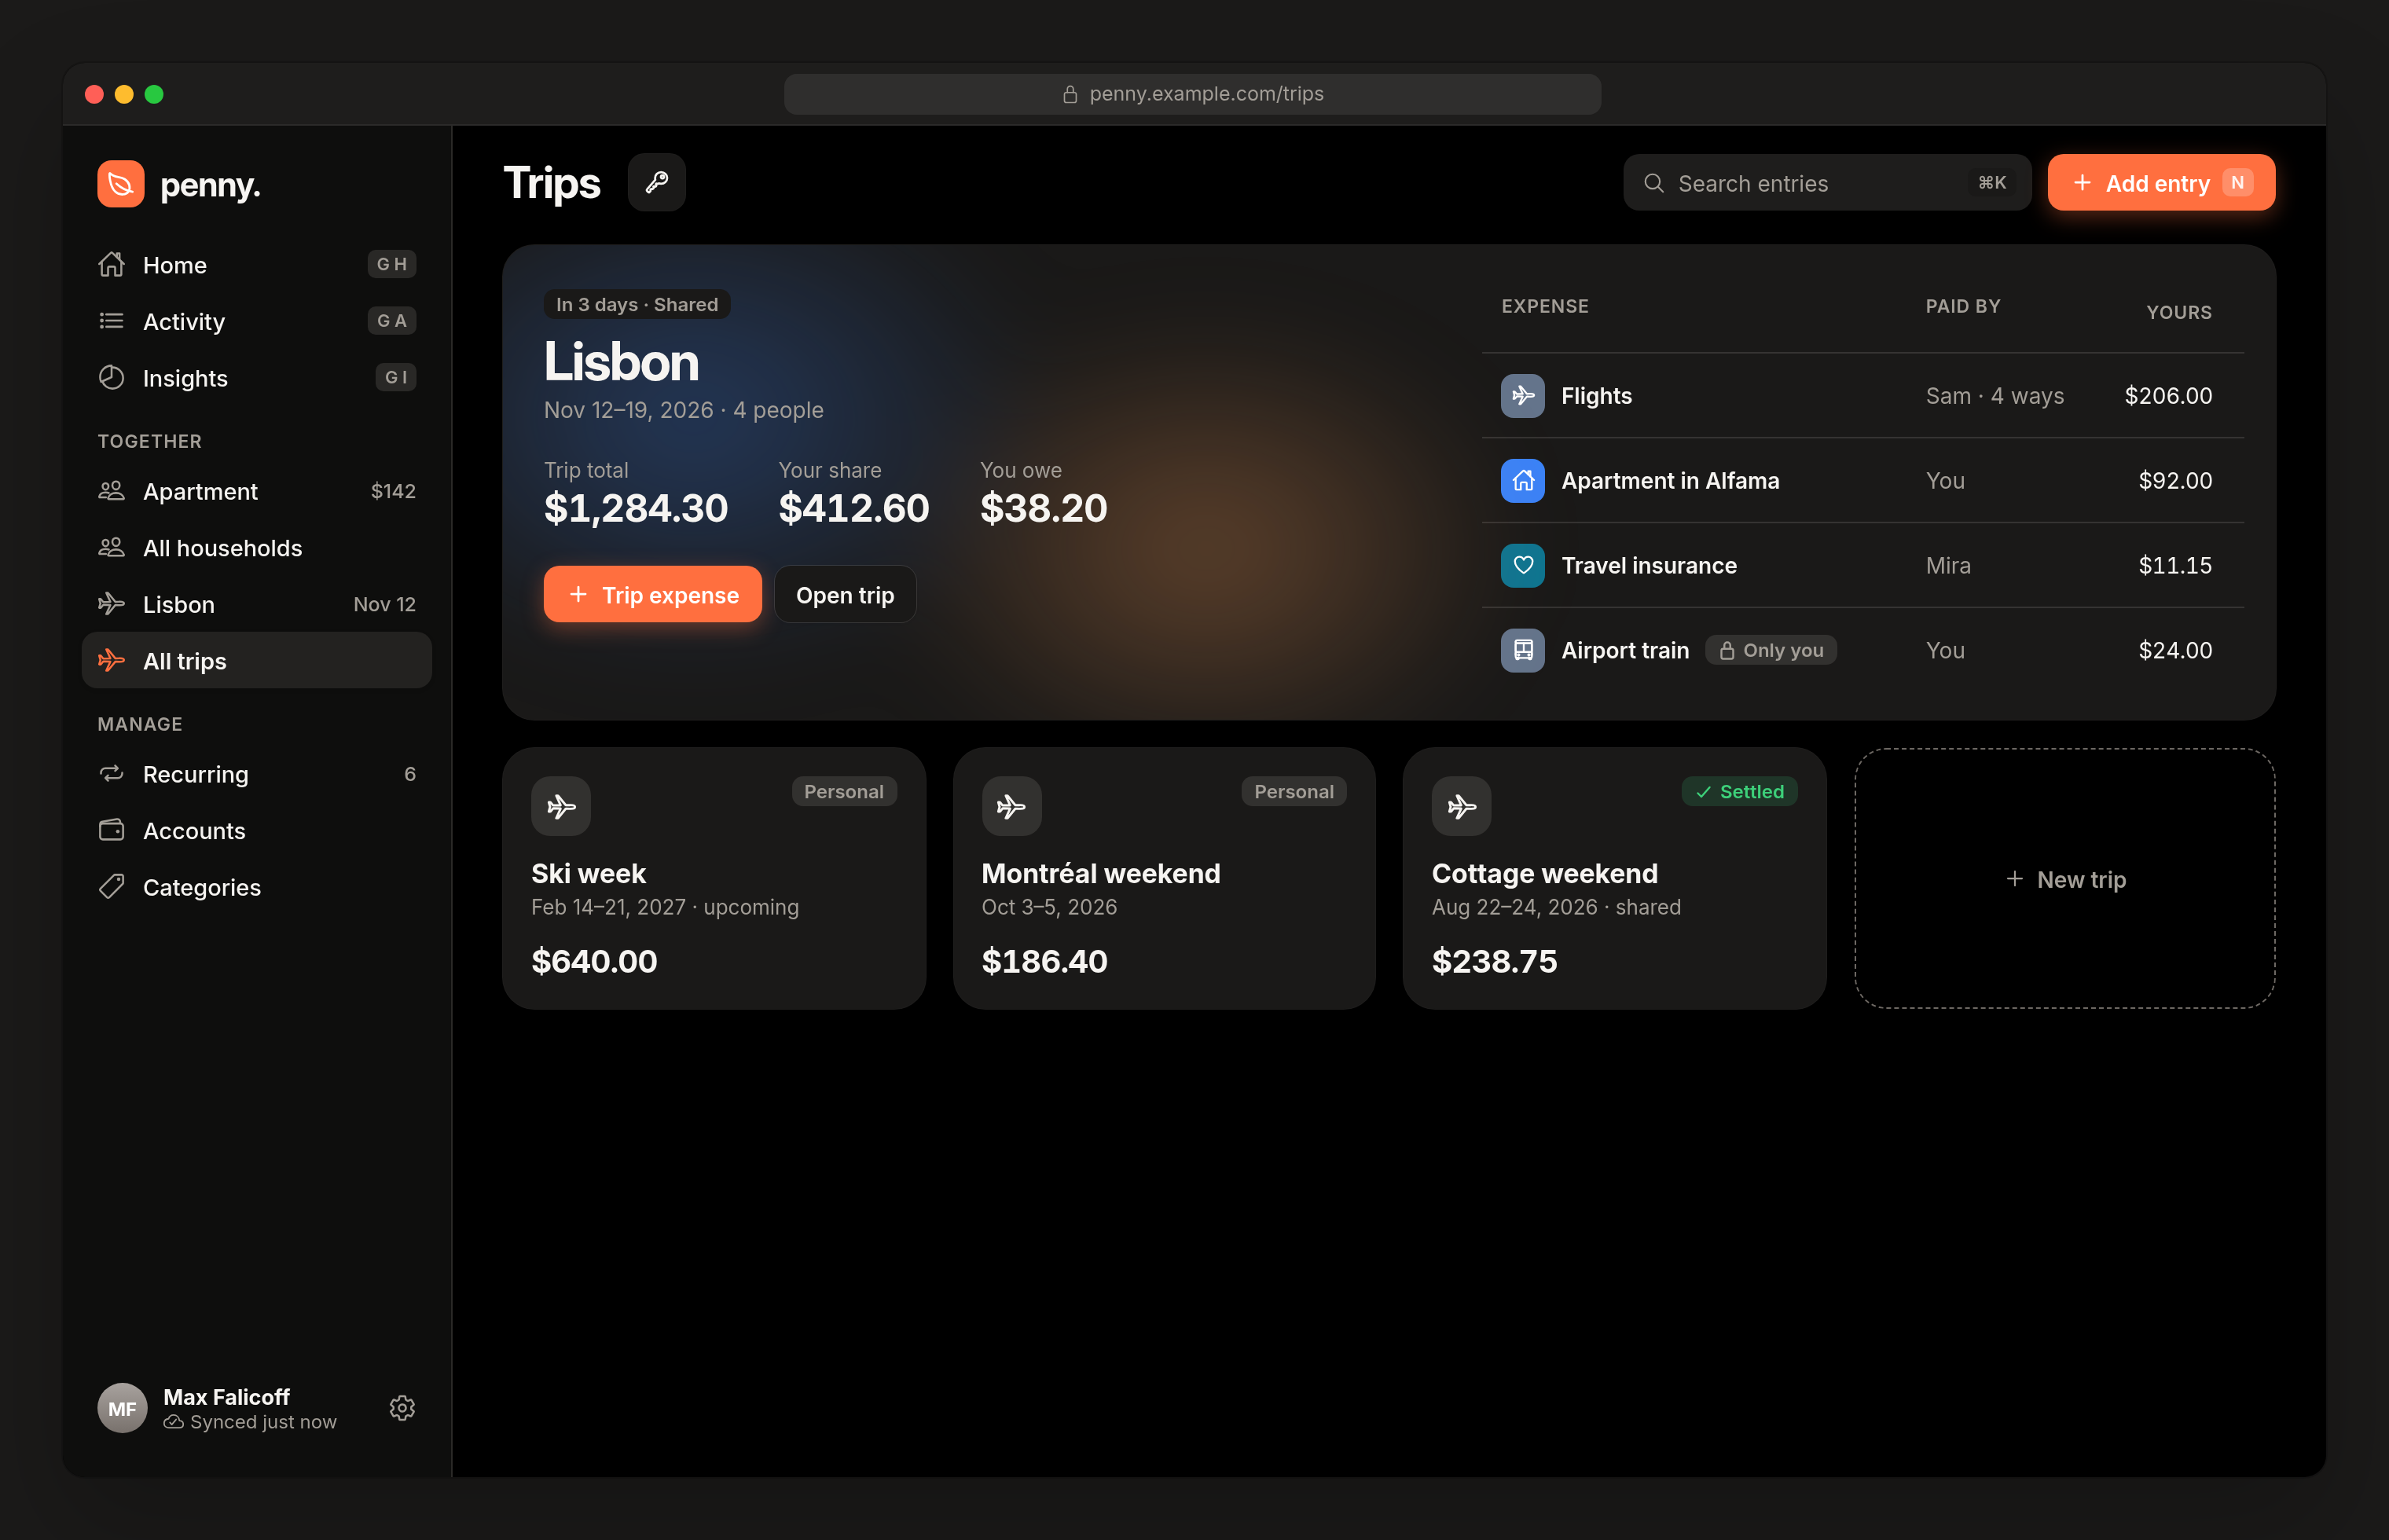 penny.example.com/trips
penny.
Home G H
Activity G A
Insights G I
TOGETHER
Apartment $142
All households
Lisbon Nov 12
All trips
MANAGE
Recurring 6
Accounts
Categories
MF
Max Falicoff
Synced just now
Trips
Search entries ⌘K
Add entry N
In 3 days · Shared
Lisbon
Nov 12–19, 2026 · 4 people
Trip total Your share You owe
$1,284.30 $412.60 $38.20
Trip expense Open trip
EXPENSE PAID BY YOURS
Flights Sam · 4 ways $206.00
Apartment in Alfama You $92.00
Travel insurance Mira $11.15
Airport train Only you You $24.00
Personal
Ski week
Feb 14–21, 2027 · upcoming
$640.00
Personal
Montréal weekend
Oct 3–5, 2026
$186.40
Settled
Cottage weekend
Aug 22–24, 2026 · shared
$238.75
New trip